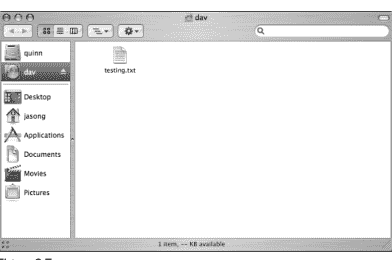 dav
quinn
dav
testing.txt
Desktop
jasong
Applications
Documents
Movies
Pictures
1 item, -- KB available